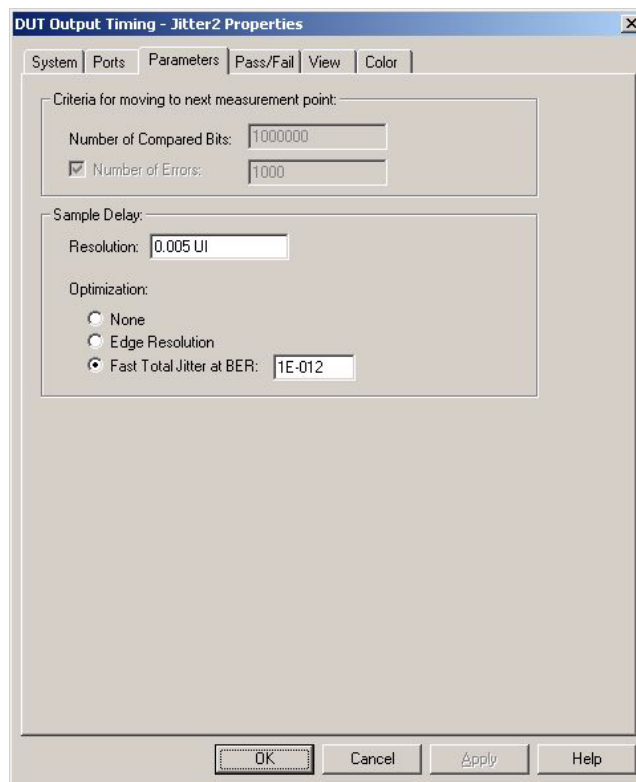 DUT Output Timing - Jitter2 Properties
System Ports Parameters Pass/Fail View Color
Criteria for moving to next measurement point:
Number of Compared Bits: 1000000
Number of Errors: 1000
Sample Delay:
Resolution: 0.005 UI
Optimization:
None
Edge Resolution
Fast Total Jitter at BER: 1E-012
OK Cancel Apply Help